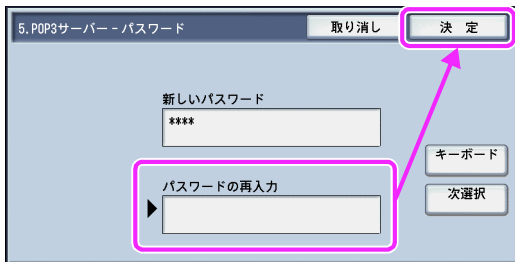 5.POP3サーバー - パスワード
取り消し
決 定
新しいパスワード
****
キーボード
パスワードの再入力
次選択